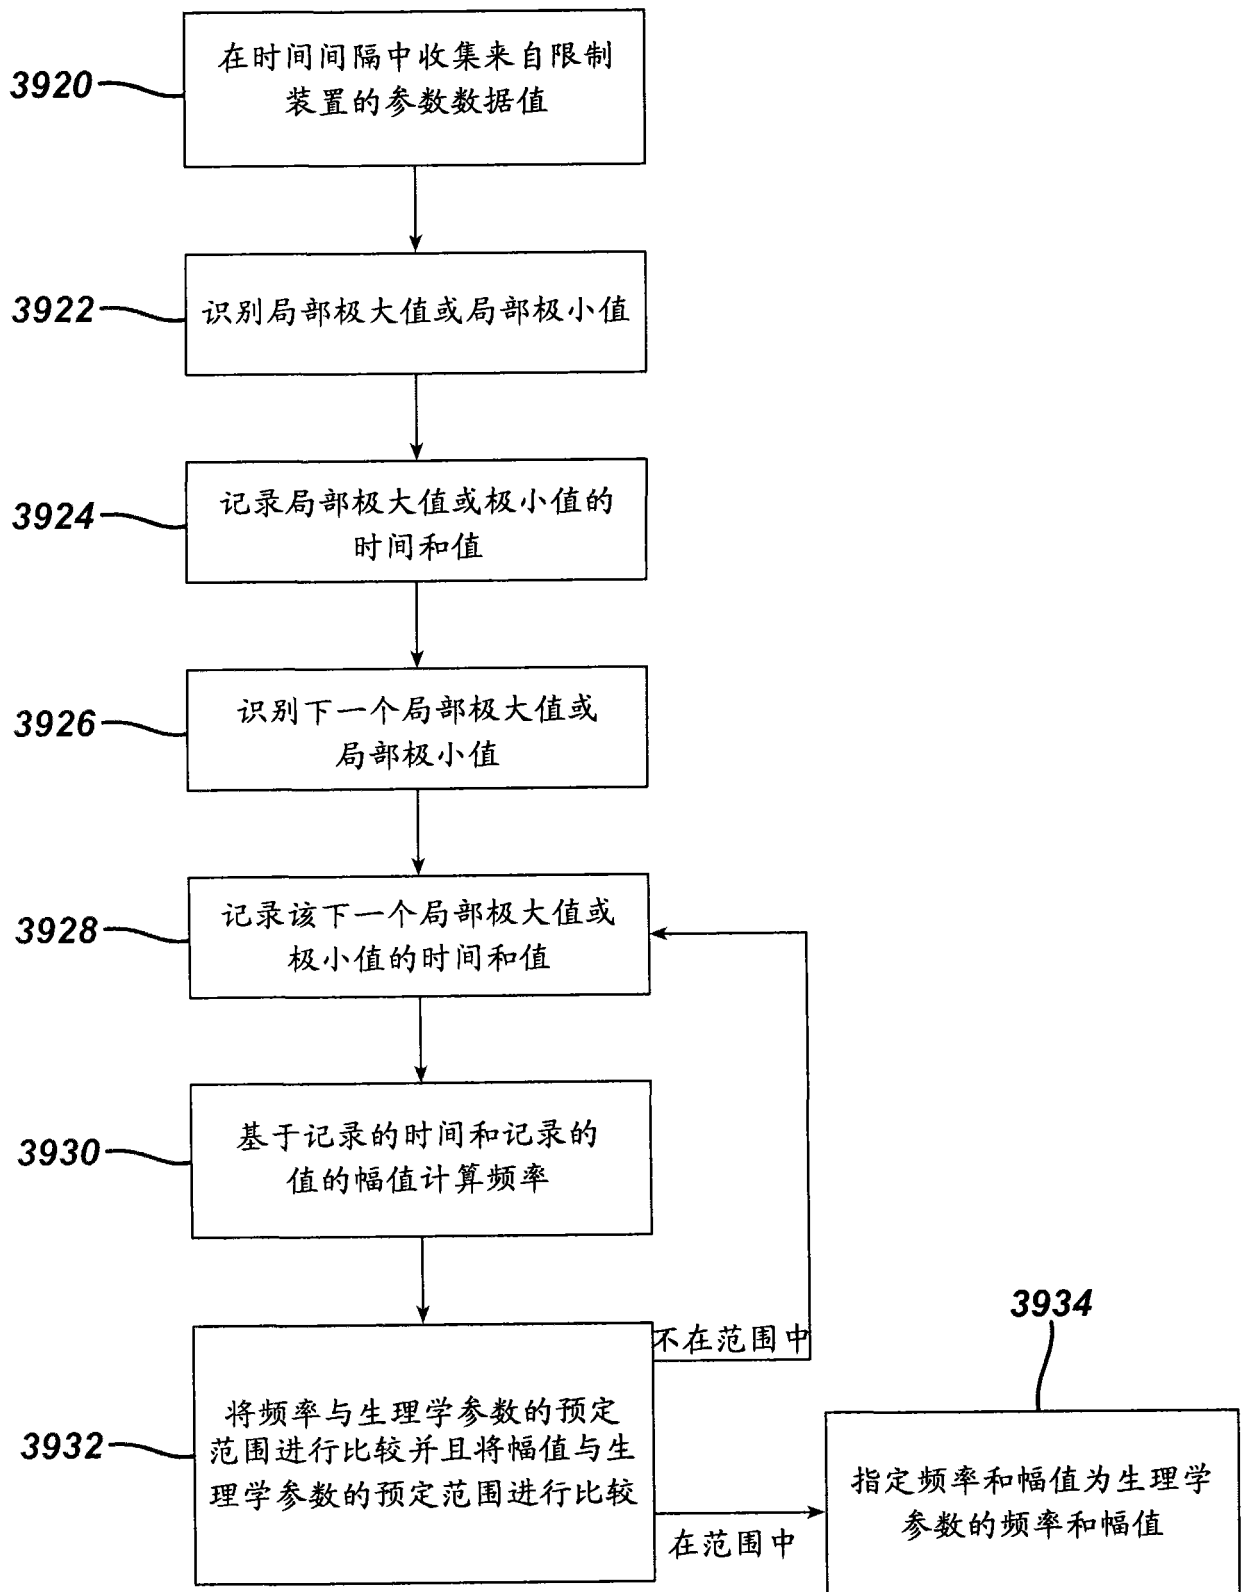 3920
在时间间隔中收集来自限制
装置的参数数据值
3922
识别局部极大值或局部极小值
3924
记录局部极大值或极小值的
时间和值
3926
识别下一个局部极大值或
局部极小值
3928
记录该下一个局部极大值或
极小值的时间和值
3930
基于记录的时间和记录的
值的幅值计算频率
3932
将频率与生理学参数的预定
范围进行比较并且将幅值与生
理学参数的预定范围进行比较
不在范围中
在范围中
3934
指定频率和幅值为生理学
参数的频率和幅值